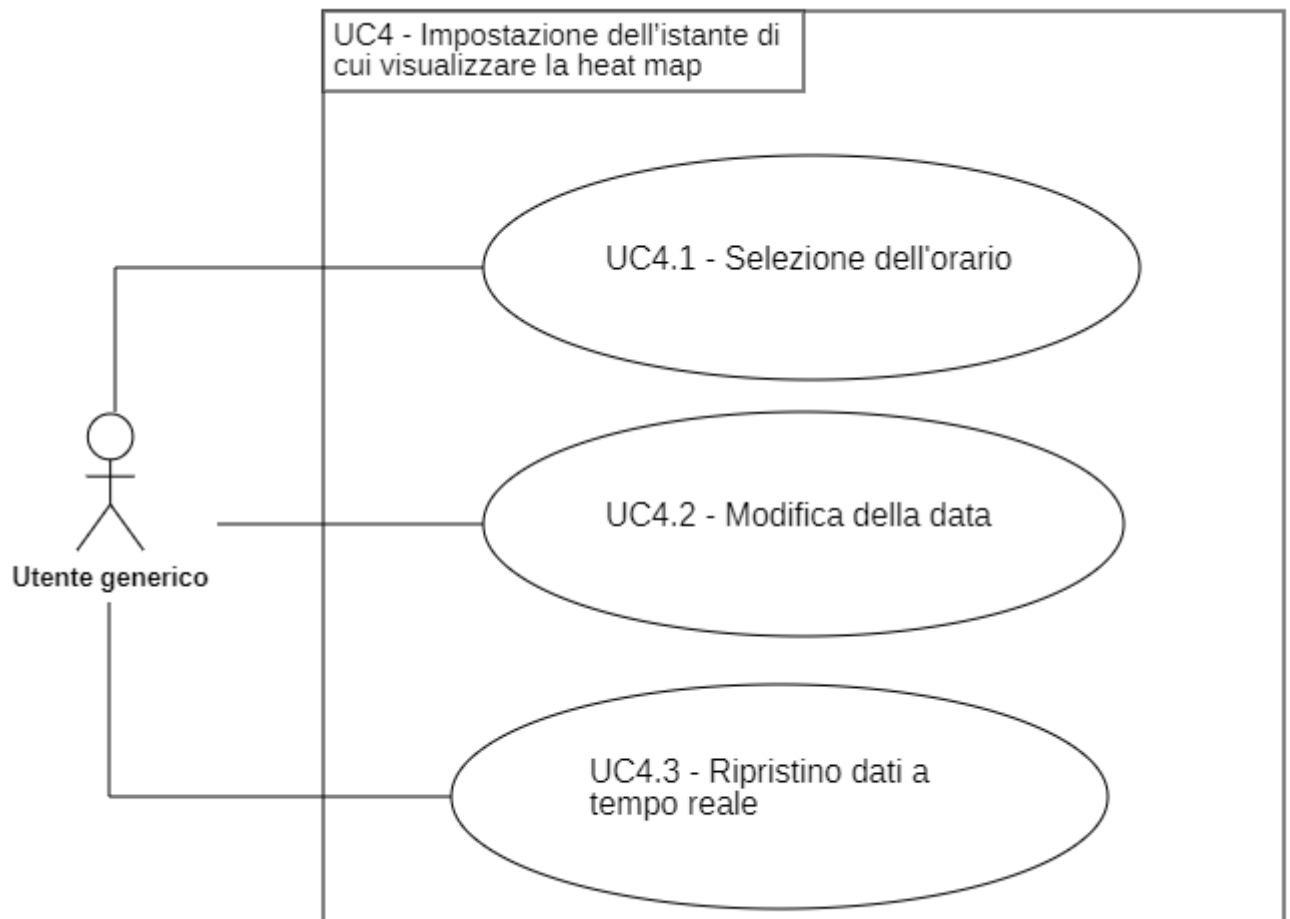 UC4 - Impostazione dell'istante di
cui visualizzare la heat map
UC4.1 - Selezione dell'orario
UC4.2 - Modifica della data
Utente generico
UC4.3 - Ripristino dati a
tempo reale